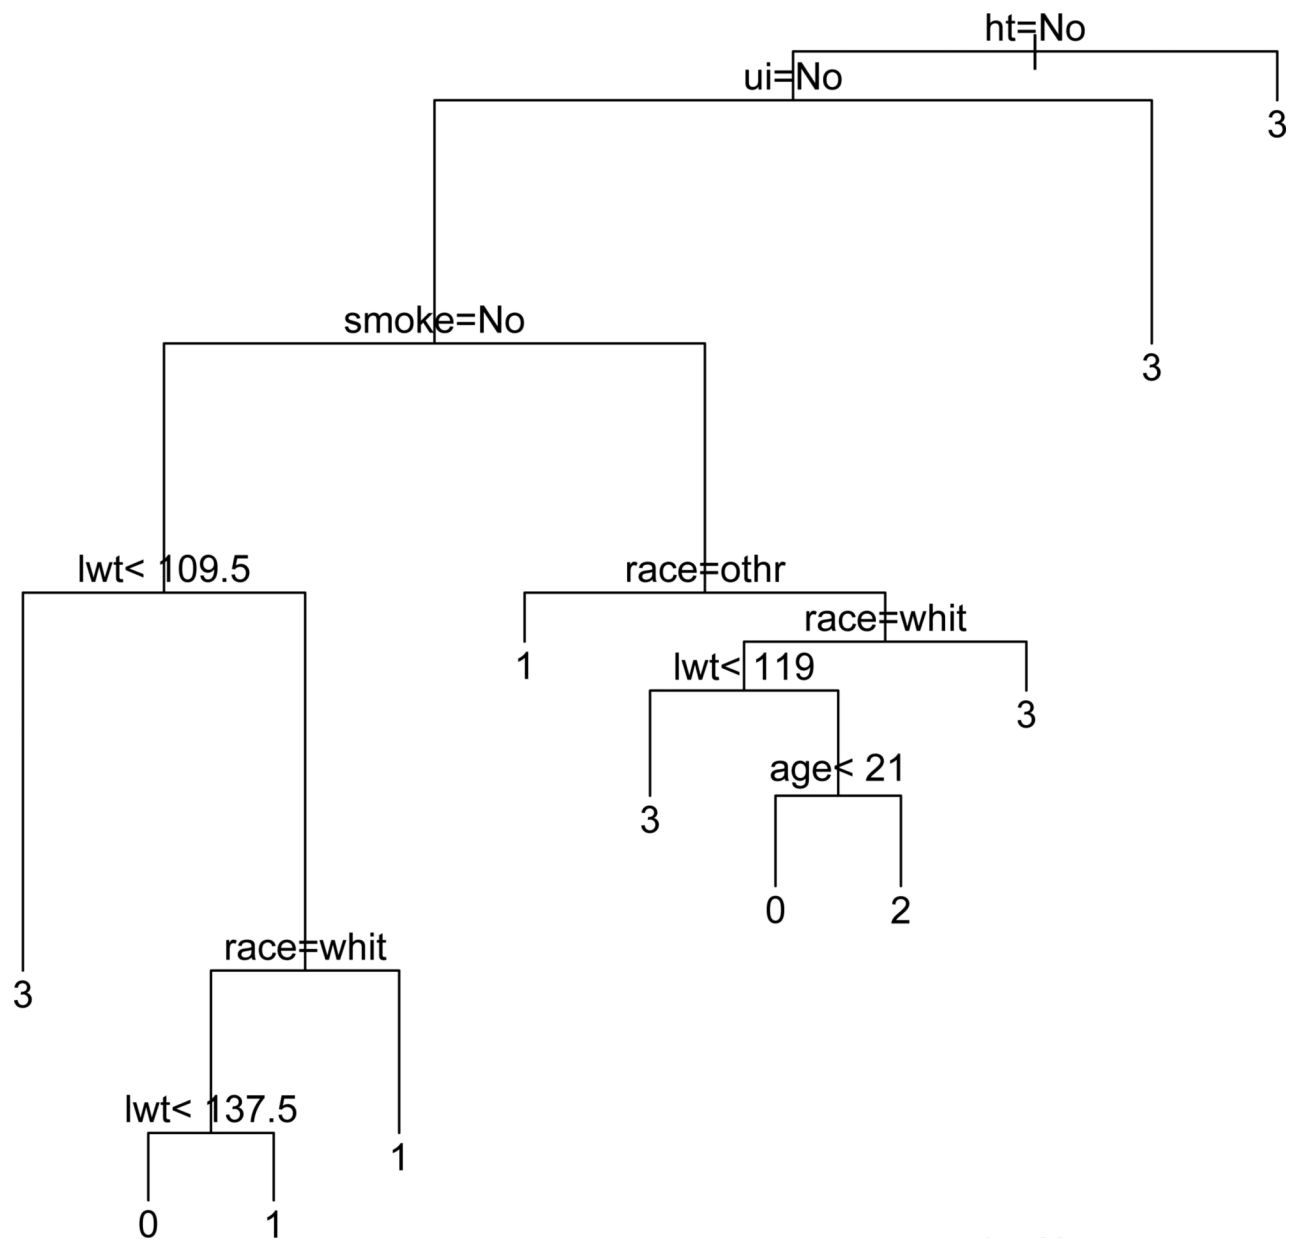 ht=No
ui=No
3
smoke=No
3
lwt< 109.5
race=othr
race=whit
1
lwt< 119
3
age< 21
3
0
2
race=whit
3
lwt< 137.5
1
0
1